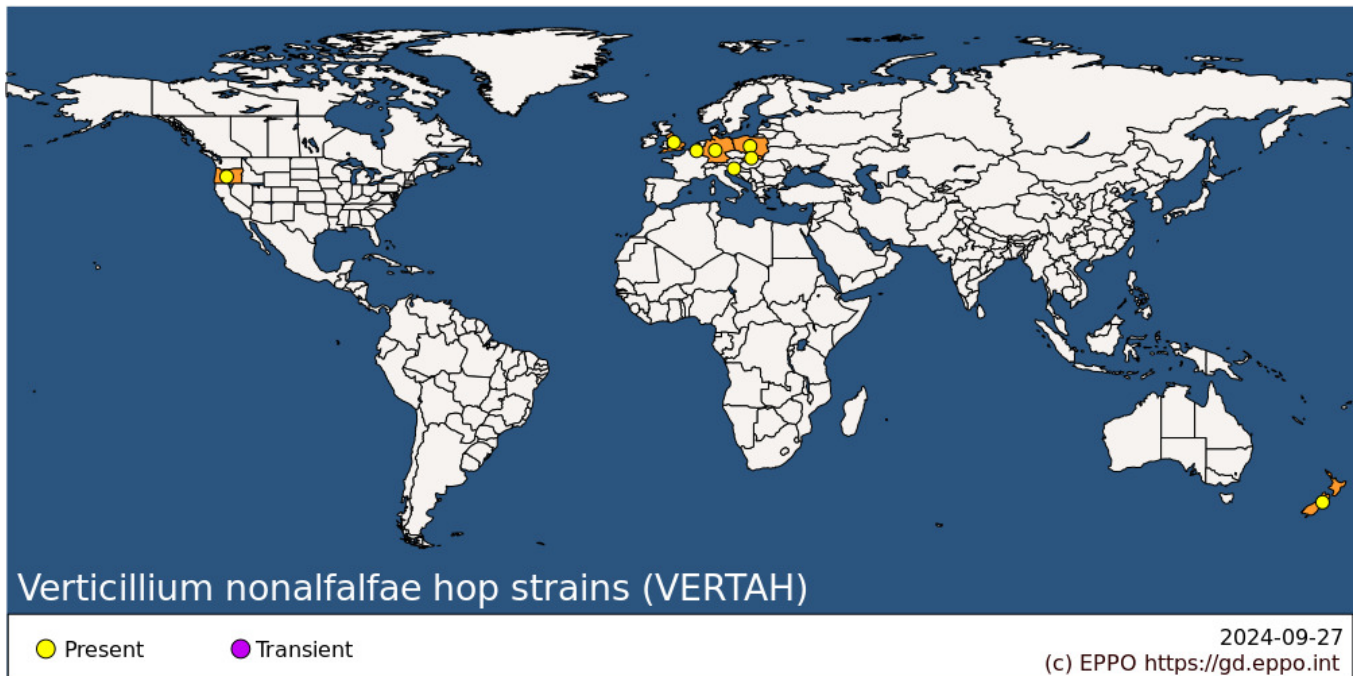 Verticillium nonalfalfae hop strains (VERTAH)
Present
Transient
2024-09-27
(c) EPPO https://gd.eppo.int